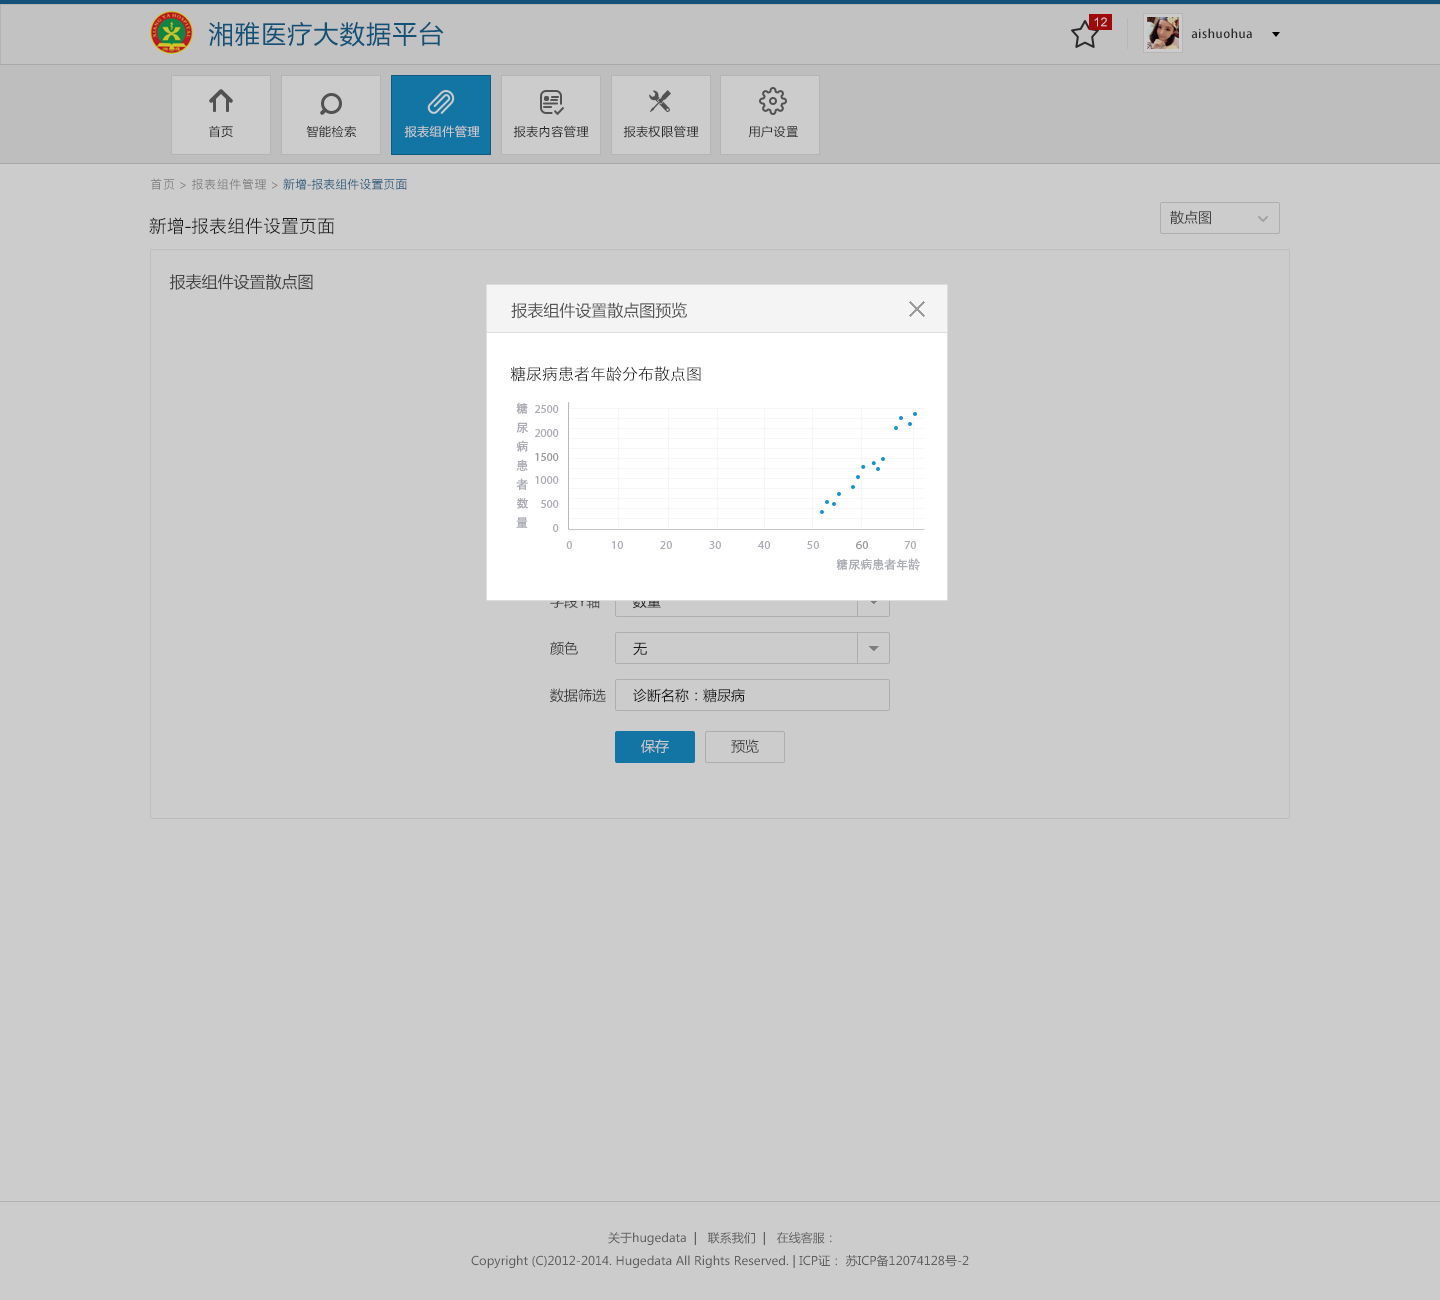 湘雅医疗大数据平台
12
aishuohua
首页
智能检索
报表组件管理
报表内容管理
报表权限管理
用户设置
首页 > 报表组件管理 > 新增-报表组件设置页面
新增-报表组件设置页面
散点图
报表组件设置散点图
报表组件设置散点图预览
糖尿病患者年龄分布散点图
糖尿病患者数量
2500
2000
1500
1000
500
0
0 10 20 30 40 50 60 70
糖尿病患者年龄
字段Y轴 数量
颜色 无
数据筛选 诊断名称：糖尿病
保存 预览
关于hugedata | 联系我们 | 在线客服：
Copyright (C)2012-2014. Hugedata All Rights Reserved. | ICP证： 苏ICP备12074128号-2